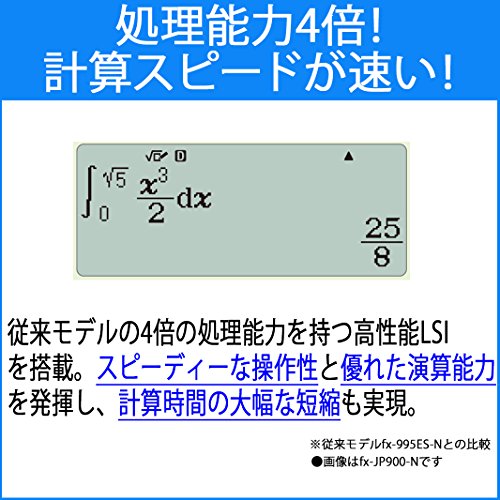 処理能力4倍!
計算スピードが速い!
√▱ D ▲
∫₀^√5 x³/2 dx
25/8
従来モデルの4倍の処理能力を持つ高性能LSI
を搭載。スピーディーな操作性と優れた演算能力
を発揮し、計算時間の大幅な短縮も実現。
※従来モデルfx-995ES-Nとの比較
●画像はfx-JP900-Nです